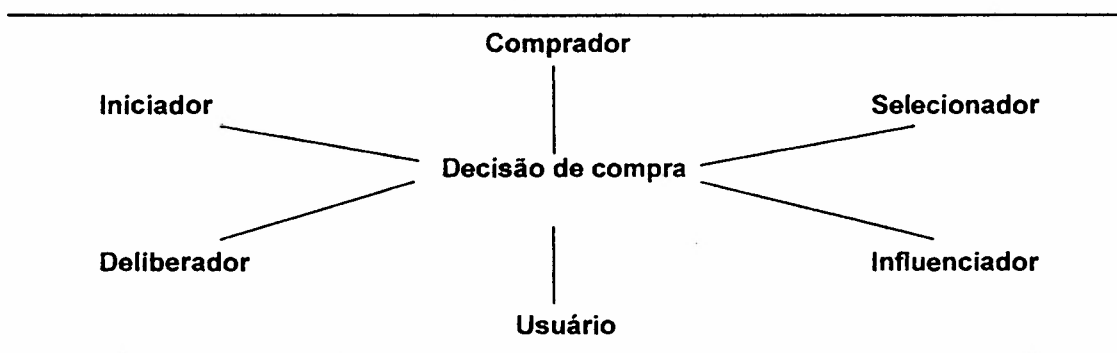 Comprador
Iniciador
Selecionador
Decisão de compra
Deliberador
Influenciador
Usuário